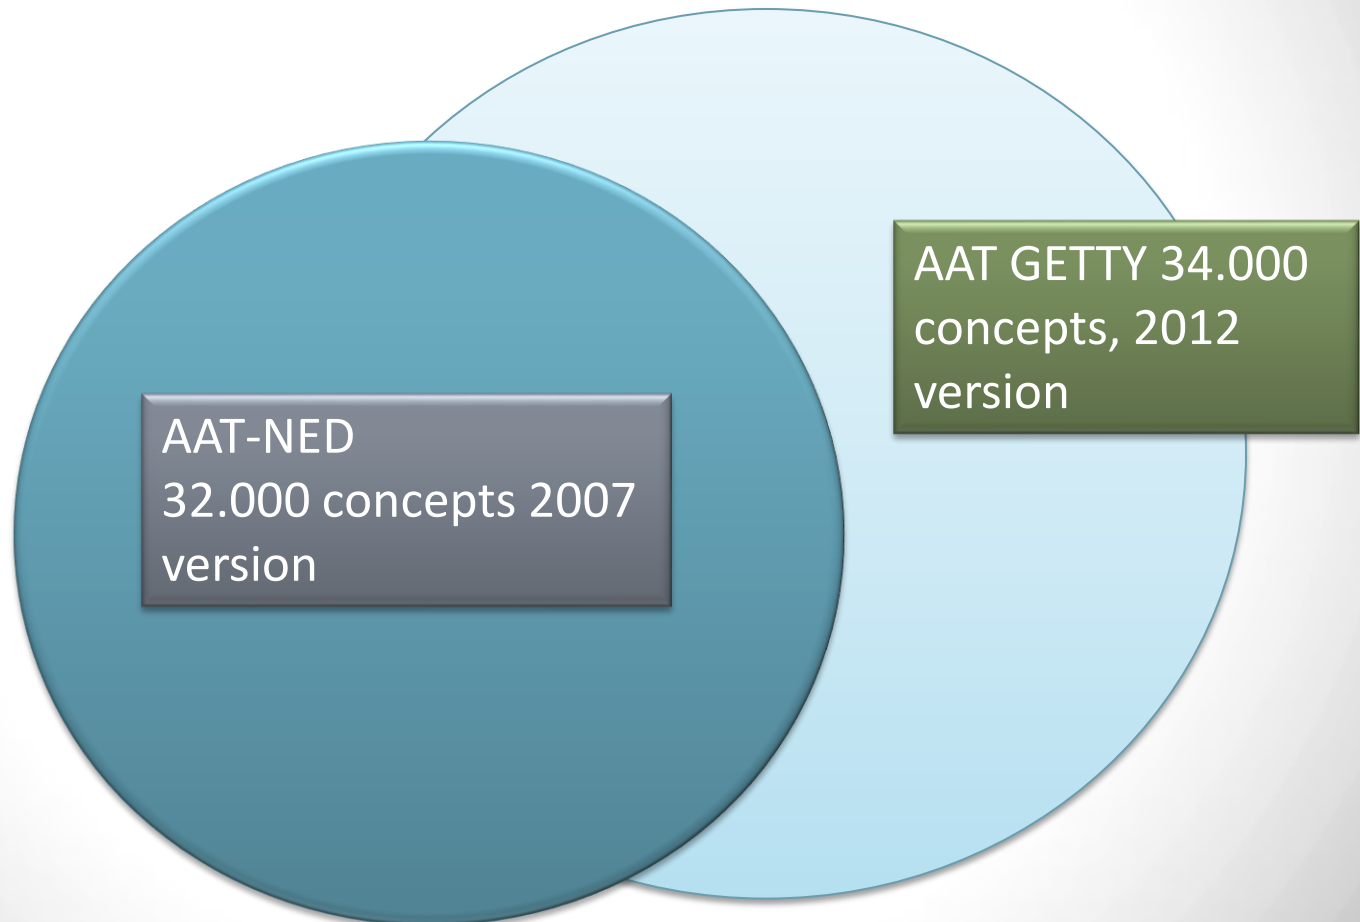 AAT GETTY 34.000
concepts, 2012
version
AAT-NED
32.000 concepts 2007
version